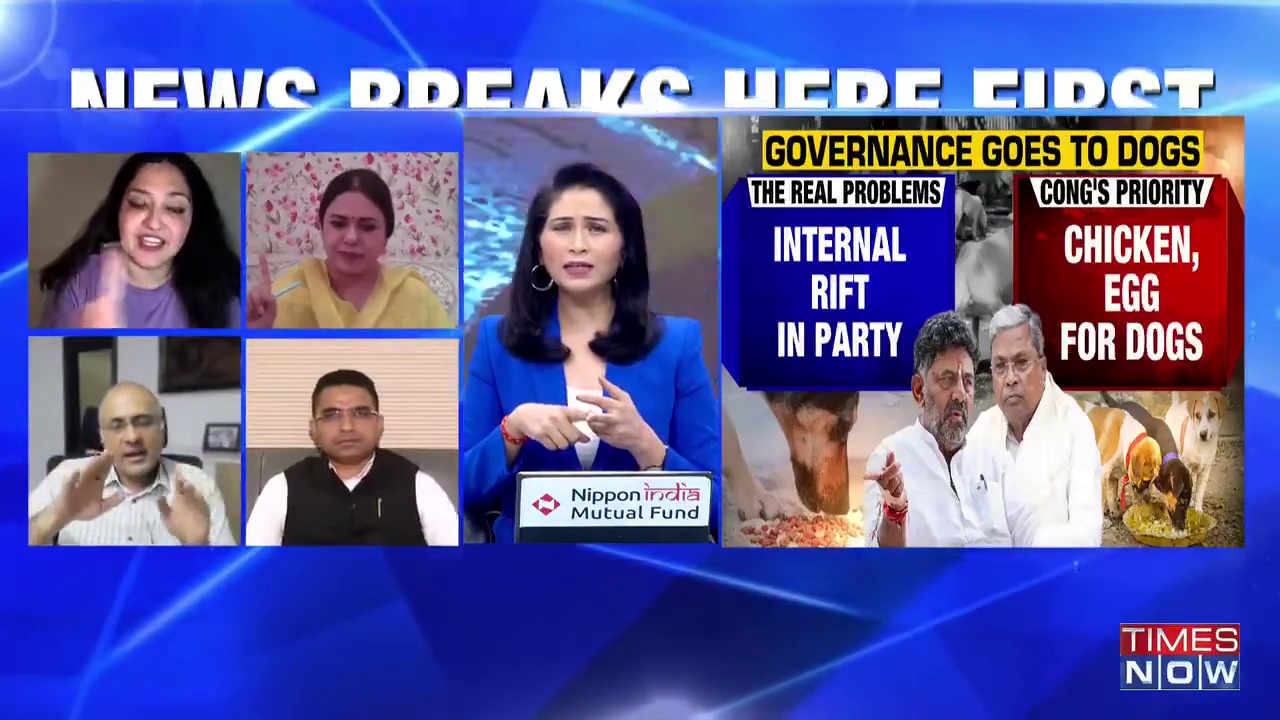 NEWS BREAKS HERE FIRST
GOVERNANCE GOES TO DOGS
THE REAL PROBLEMS
INTERNAL
RIFT
IN PARTY
CONG'S PRIORITY
CHICKEN,
EGG
FOR DOGS
Nippon india
Mutual Fund
TIMES
NOW